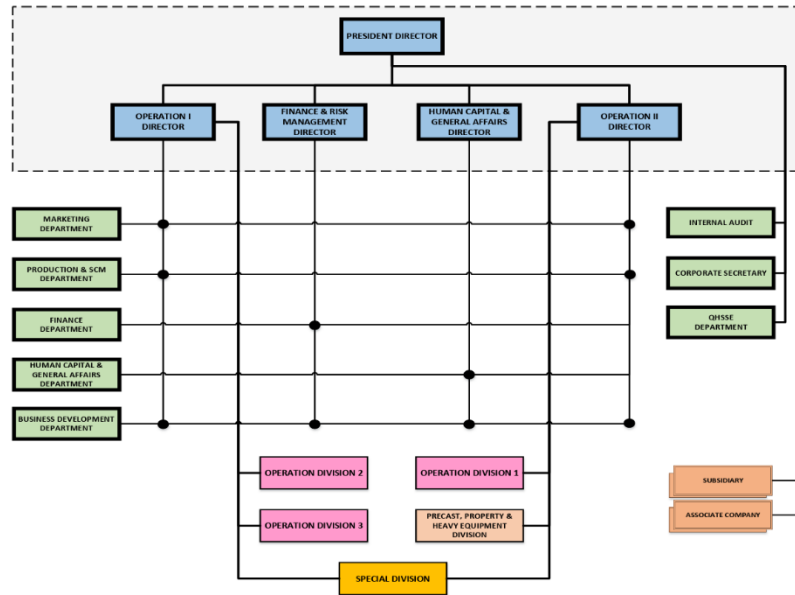 PRESIDENT DIRECTOR
OPERATION I
DIRECTOR
FINANCE & RISK
MANAGEMENT
DIRECTOR
HUMAN CAPITAL &
GENERAL AFFAIRS
DIRECTOR
OPERATION II
DIRECTOR
MARKETING
DEPARTMENT
INTERNAL AUDIT
PRODUCTION & SCM
DEPARTMENT
CORPORATE SECRETARY
FINANCE
DEPARTMENT
QHSSE
DEPARTMENT
HUMAN CAPITAL &
GENERAL AFFAIRS
DEPARTMENT
BUSINESS DEVELOPMENT
DEPARTMENT
OPERATION DIVISION 2
OPERATION DIVISION 1
SUBSIDIARY
OPERATION DIVISION 3
PRECAST, PROPERTY &
HEAVY EQUIPMENT
DIVISION
ASSOCIATE COMPANY
SPECIAL DIVISION